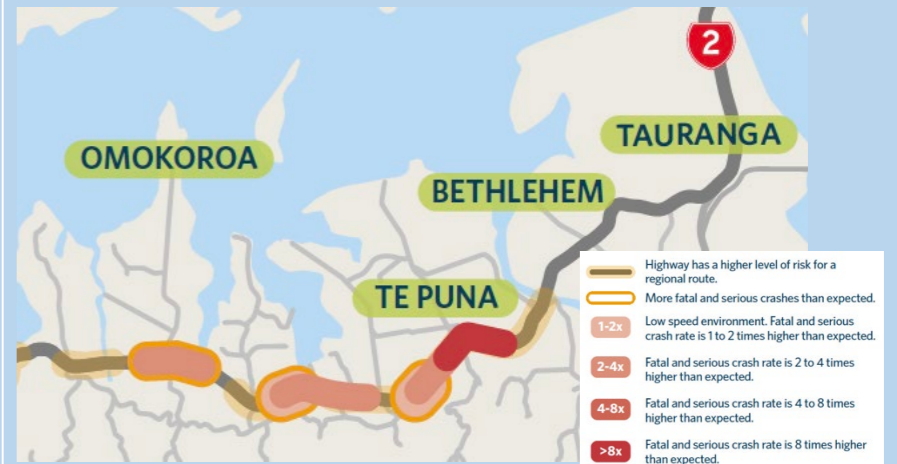 2
TAURANGA
OMOKOROA
BETHLEHEM
TE PUNA
Highway has a higher level of risk for a
regional route.
More fatal and serious crashes than expected.
1-2x
Low speed environment. Fatal and serious
crash rate is 1 to 2 times higher than expected.
2-4x
Fatal and serious crash rate is 2 to 4 times
higher than expected.
4-8x
Fatal and serious crash rate is 4 to 8 times
higher than expected.
>8x
Fatal and serious crash rate is 8 times higher
than expected.